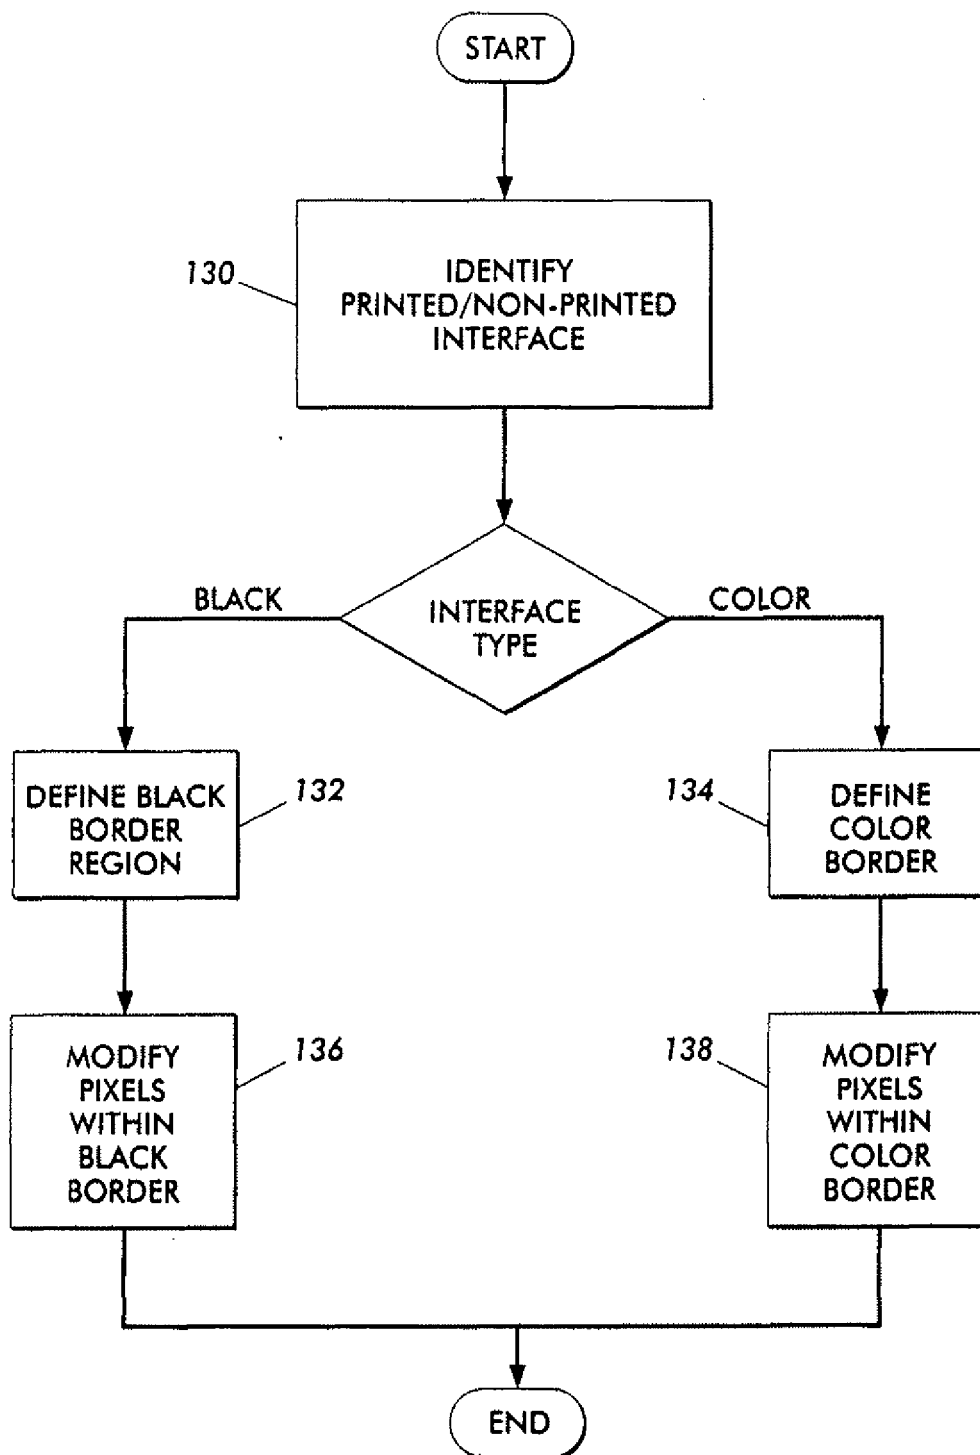 START
130
IDENTIFY
PRINTED/NON-PRINTED
INTERFACE
BLACK
INTERFACE
TYPE
COLOR
DEFINE BLACK
BORDER
REGION
132
134
DEFINE
COLOR
BORDER
MODIFY
PIXELS
WITHIN
BLACK
BORDER
136
138
MODIFY
PIXELS
WITHIN
COLOR
BORDER
END